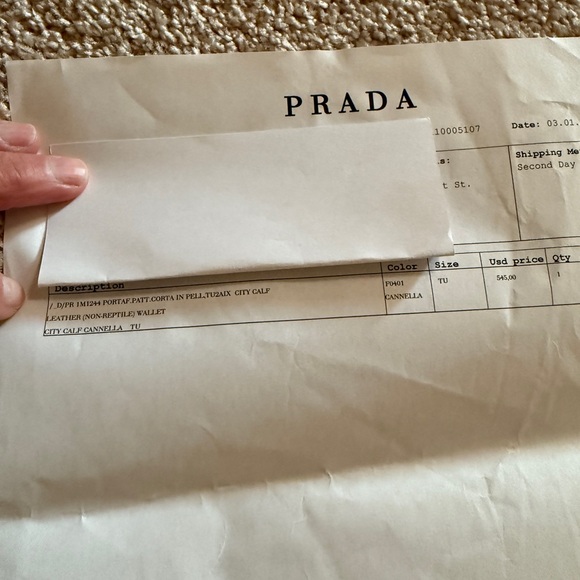 PRADA
10005107 Date: 03.01.
s: Shipping Me
t St. Second Day
Description Color Size Usd price Qty
/. D/PR 1M1244 PORTAF.PATT.CORTA IN PELL.TU2AIX CITY CALF P0401 TU 545,00 1
LEATHER (NON-REPTILE) WALLET CANNELLA
CITY CALF CANNELLA TU